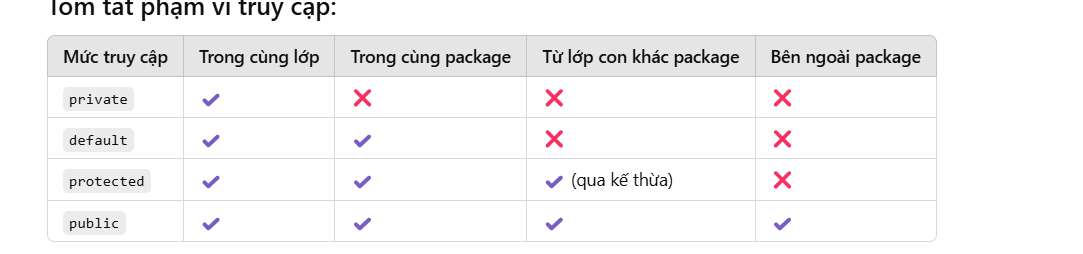 Tóm tắt phạm vi truy cập:
Mức truy cập Trong cùng lớp Trong cùng package Từ lớp con khác package Bên ngoài package
private ✓ ❌ ❌ ❌
default ✓ ✓ ❌ ❌
protected ✓ ✓ ✓ (qua kế thừa) ❌
public ✓ ✓ ✓ ✓